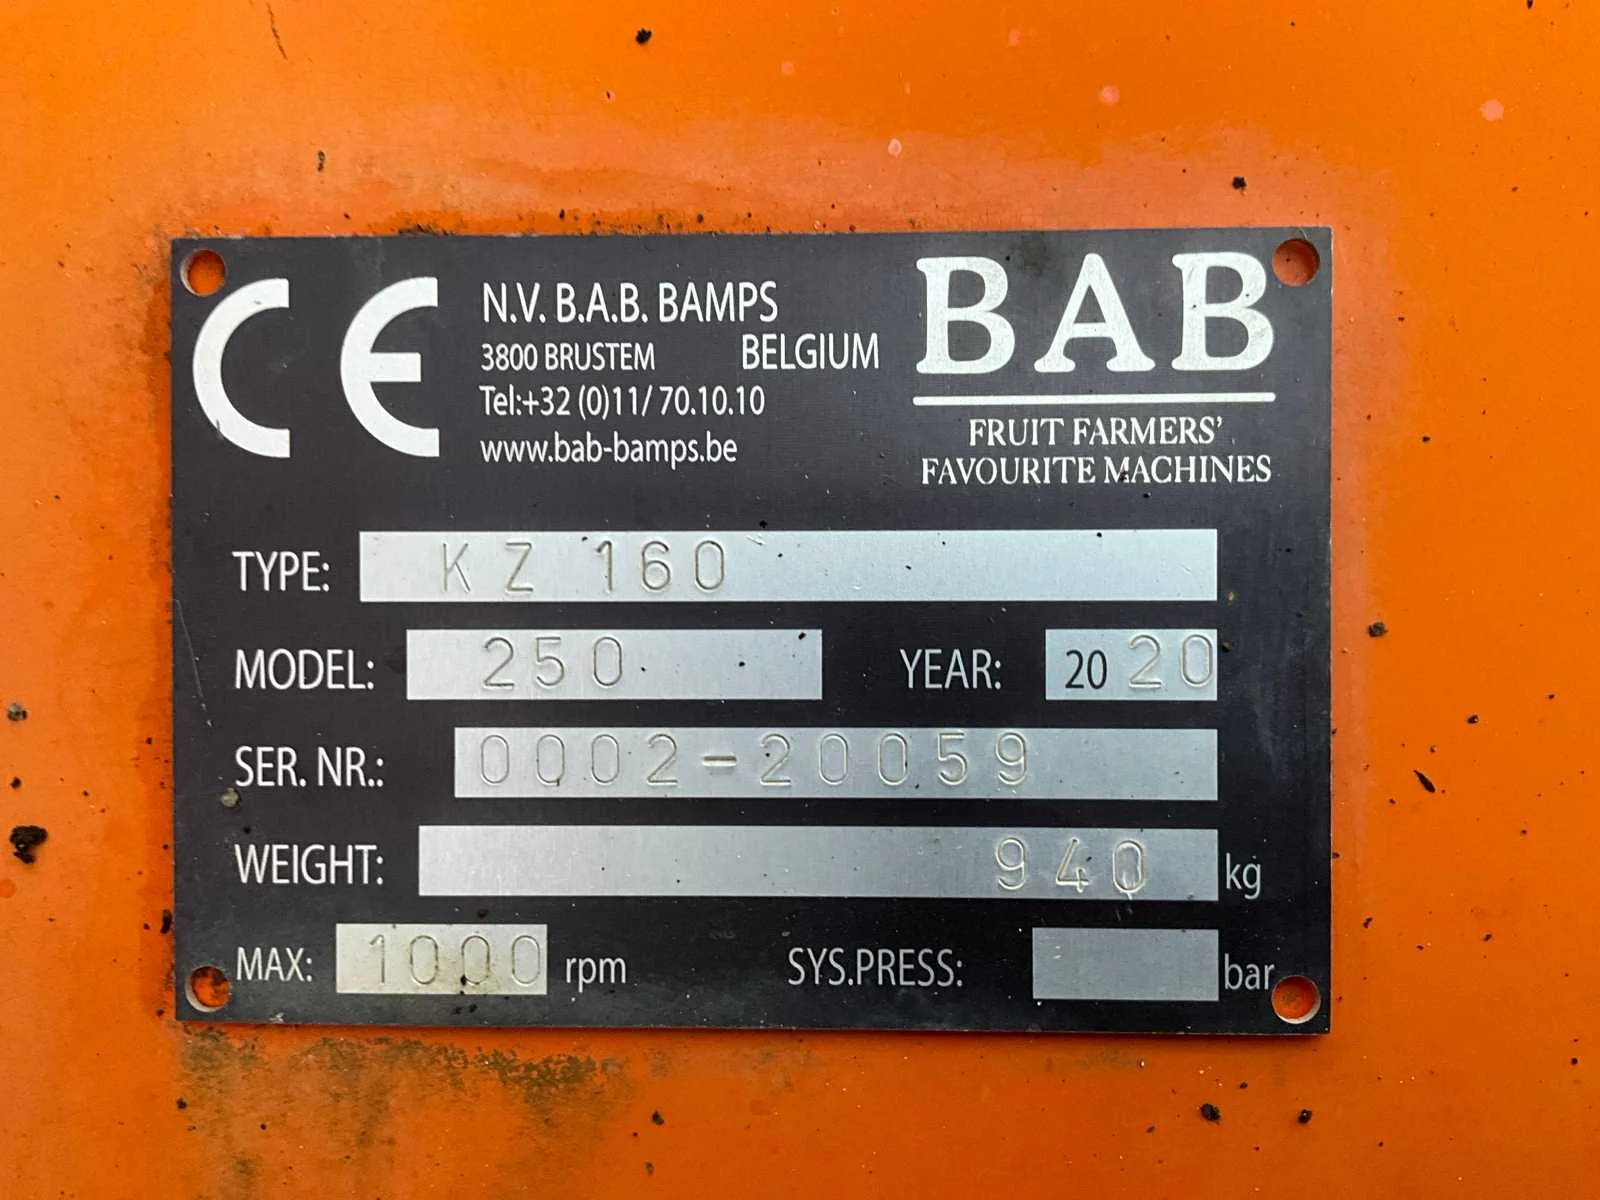 CE
N.V. B.A.B. BAMPS
3800 BRUSTEM BELGIUM
Tel:+32 (0)11/ 70.10.10
www.bab-bamps.be
BAB
FRUIT FARMERS'
FAVOURITE MACHINES
TYPE: KZ 160
MODEL: 250 YEAR: 20 20
SER. NR.: 0002-20059
WEIGHT: 940 kg
MAX: 1000 rpm SYS.PRESS: bar